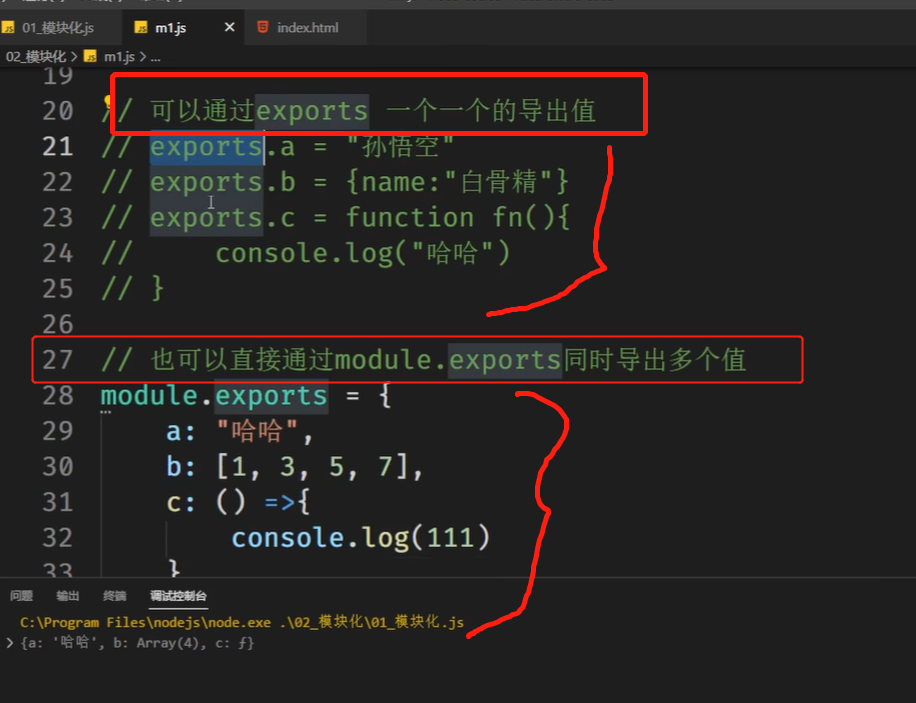 01_模块化.js
m1.js
index.html
02_模块化 > m1.js > ...
19
20 // 可以通过exports 一个一个的导出值
21 // exports.a = "孙悟空"
22 // exports.b = {name:"白骨精"}
23 // exports.c = function fn(){
24 //     console.log("哈哈")
25 // }
26
27 // 也可以直接通过module.exports同时导出多个值
28 module.exports = {
29     a: "哈哈",
30     b: [1, 3, 5, 7],
31     c: () =>{
32         console.log(111)
33     }
问题 输出 终端 调试控制台
C:\Program Files\nodejs\node.exe .\02_模块化\01_模块化.js
> {a: '哈哈', b: Array(4), c: ƒ}